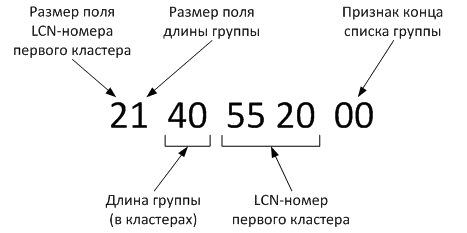 Размер поля
LCN-номера
первого кластера
Размер поля
длины группы
Признак конца
списка группы
21 40 55 20 00
Длина группы
(в кластерах)
LCN-номер
первого кластера